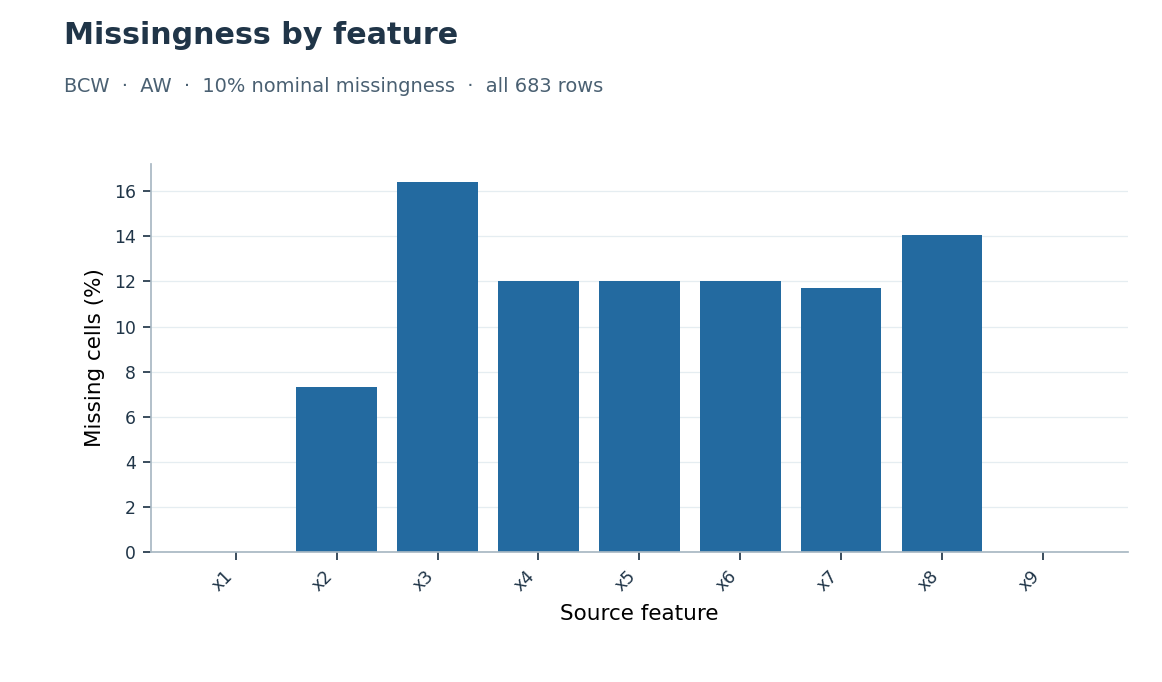 Missingness by feature
BCW · AW · 10% nominal missingness · all 683 rows
16
14
12
10
8
6
4
2
0
Missing cells (%)
x1 x2 x3 x4 x5 x6 x7 x8 x9
Source feature